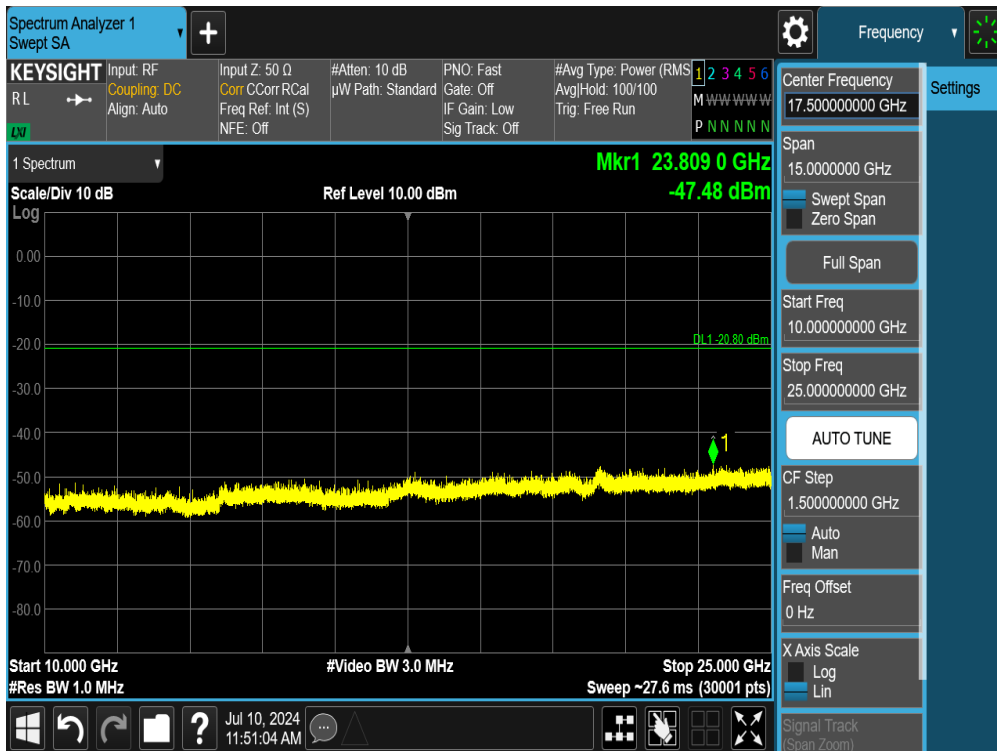 Spectrum Analyzer 1
Swept SA
+
Frequency
KEYSIGHT
R L
LXI
Input: RF
Coupling: DC
Align: Auto
Input Z: 50 Ω
Corr CCorr RCal
Freq Ref: Int (S)
NFE: Off
#Atten: 10 dB
µW Path: Standard
PNO: Fast
Gate: Off
IF Gain: Low
Sig Track: Off
#Avg Type: Power (RMS
Avg|Hold: 100/100
Trig: Free Run
1 2 3 4 5 6
M W W W W W
P N N N N N
1 Spectrum
Mkr1 23.809 0 GHz
Scale/Div 10 dB
Ref Level 10.00 dBm
-47.48 dBm
Log
0.00
-10.0
-20.0
-30.0
-40.0
-50.0
-60.0
-70.0
-80.0
DL1 -20.80 dBm
1
Start 10.000 GHz
#Video BW 3.0 MHz
Stop 25.000 GHz
#Res BW 1.0 MHz
Sweep ~27.6 ms (30001 pts)
Center Frequency
17.500000000 GHz
Settings
Span
15.0000000 GHz
Swept Span
Zero Span
Full Span
Start Freq
10.000000000 GHz
Stop Freq
25.000000000 GHz
AUTO TUNE
CF Step
1.500000000 GHz
Auto
Man
Freq Offset
0 Hz
X Axis Scale
Log
Lin
Signal Track
(Span Zoom)
?
Jul 10, 2024
11:51:04 AM